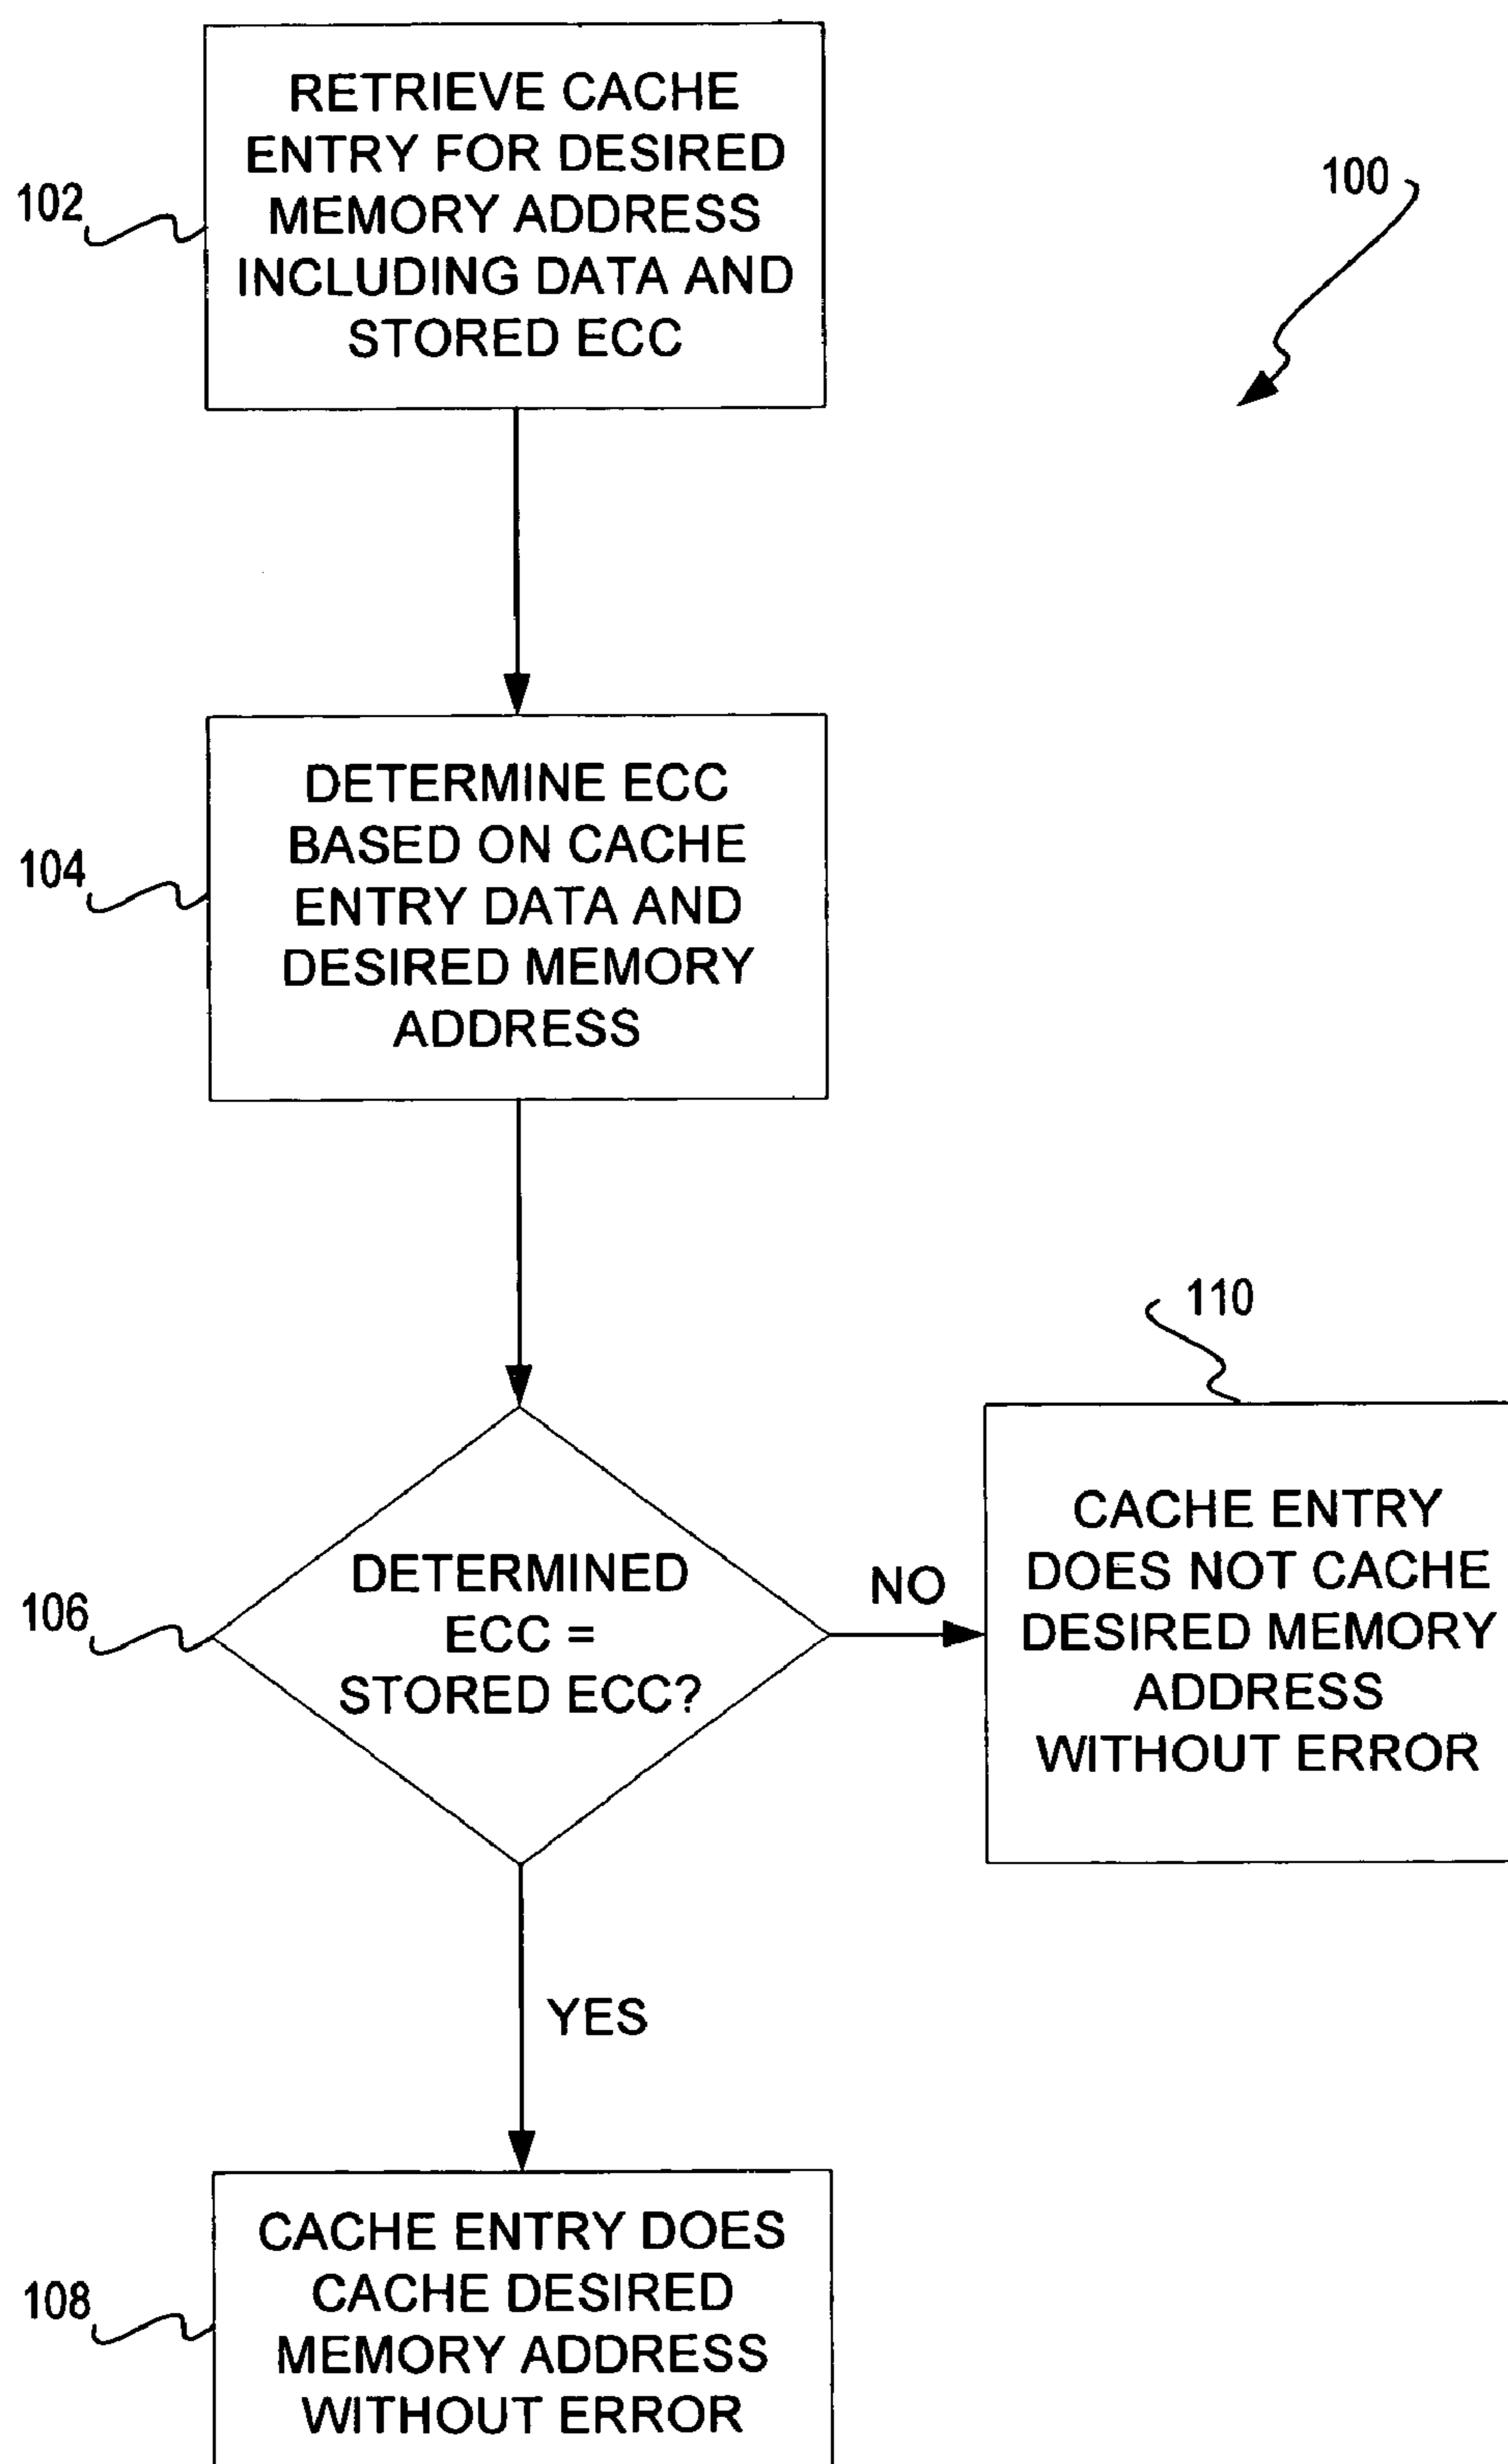 RETRIEVE CACHE
ENTRY FOR DESIRED
MEMORY ADDRESS
INCLUDING DATA AND
STORED ECC
102
100
DETERMINE ECC
BASED ON CACHE
ENTRY DATA AND
DESIRED MEMORY
ADDRESS
104
110
DETERMINED
ECC =
STORED ECC?
106
NO
CACHE ENTRY
DOES NOT CACHE
DESIRED MEMORY
ADDRESS
WITHOUT ERROR
YES
CACHE ENTRY DOES
CACHE DESIRED
MEMORY ADDRESS
WITHOUT ERROR
108